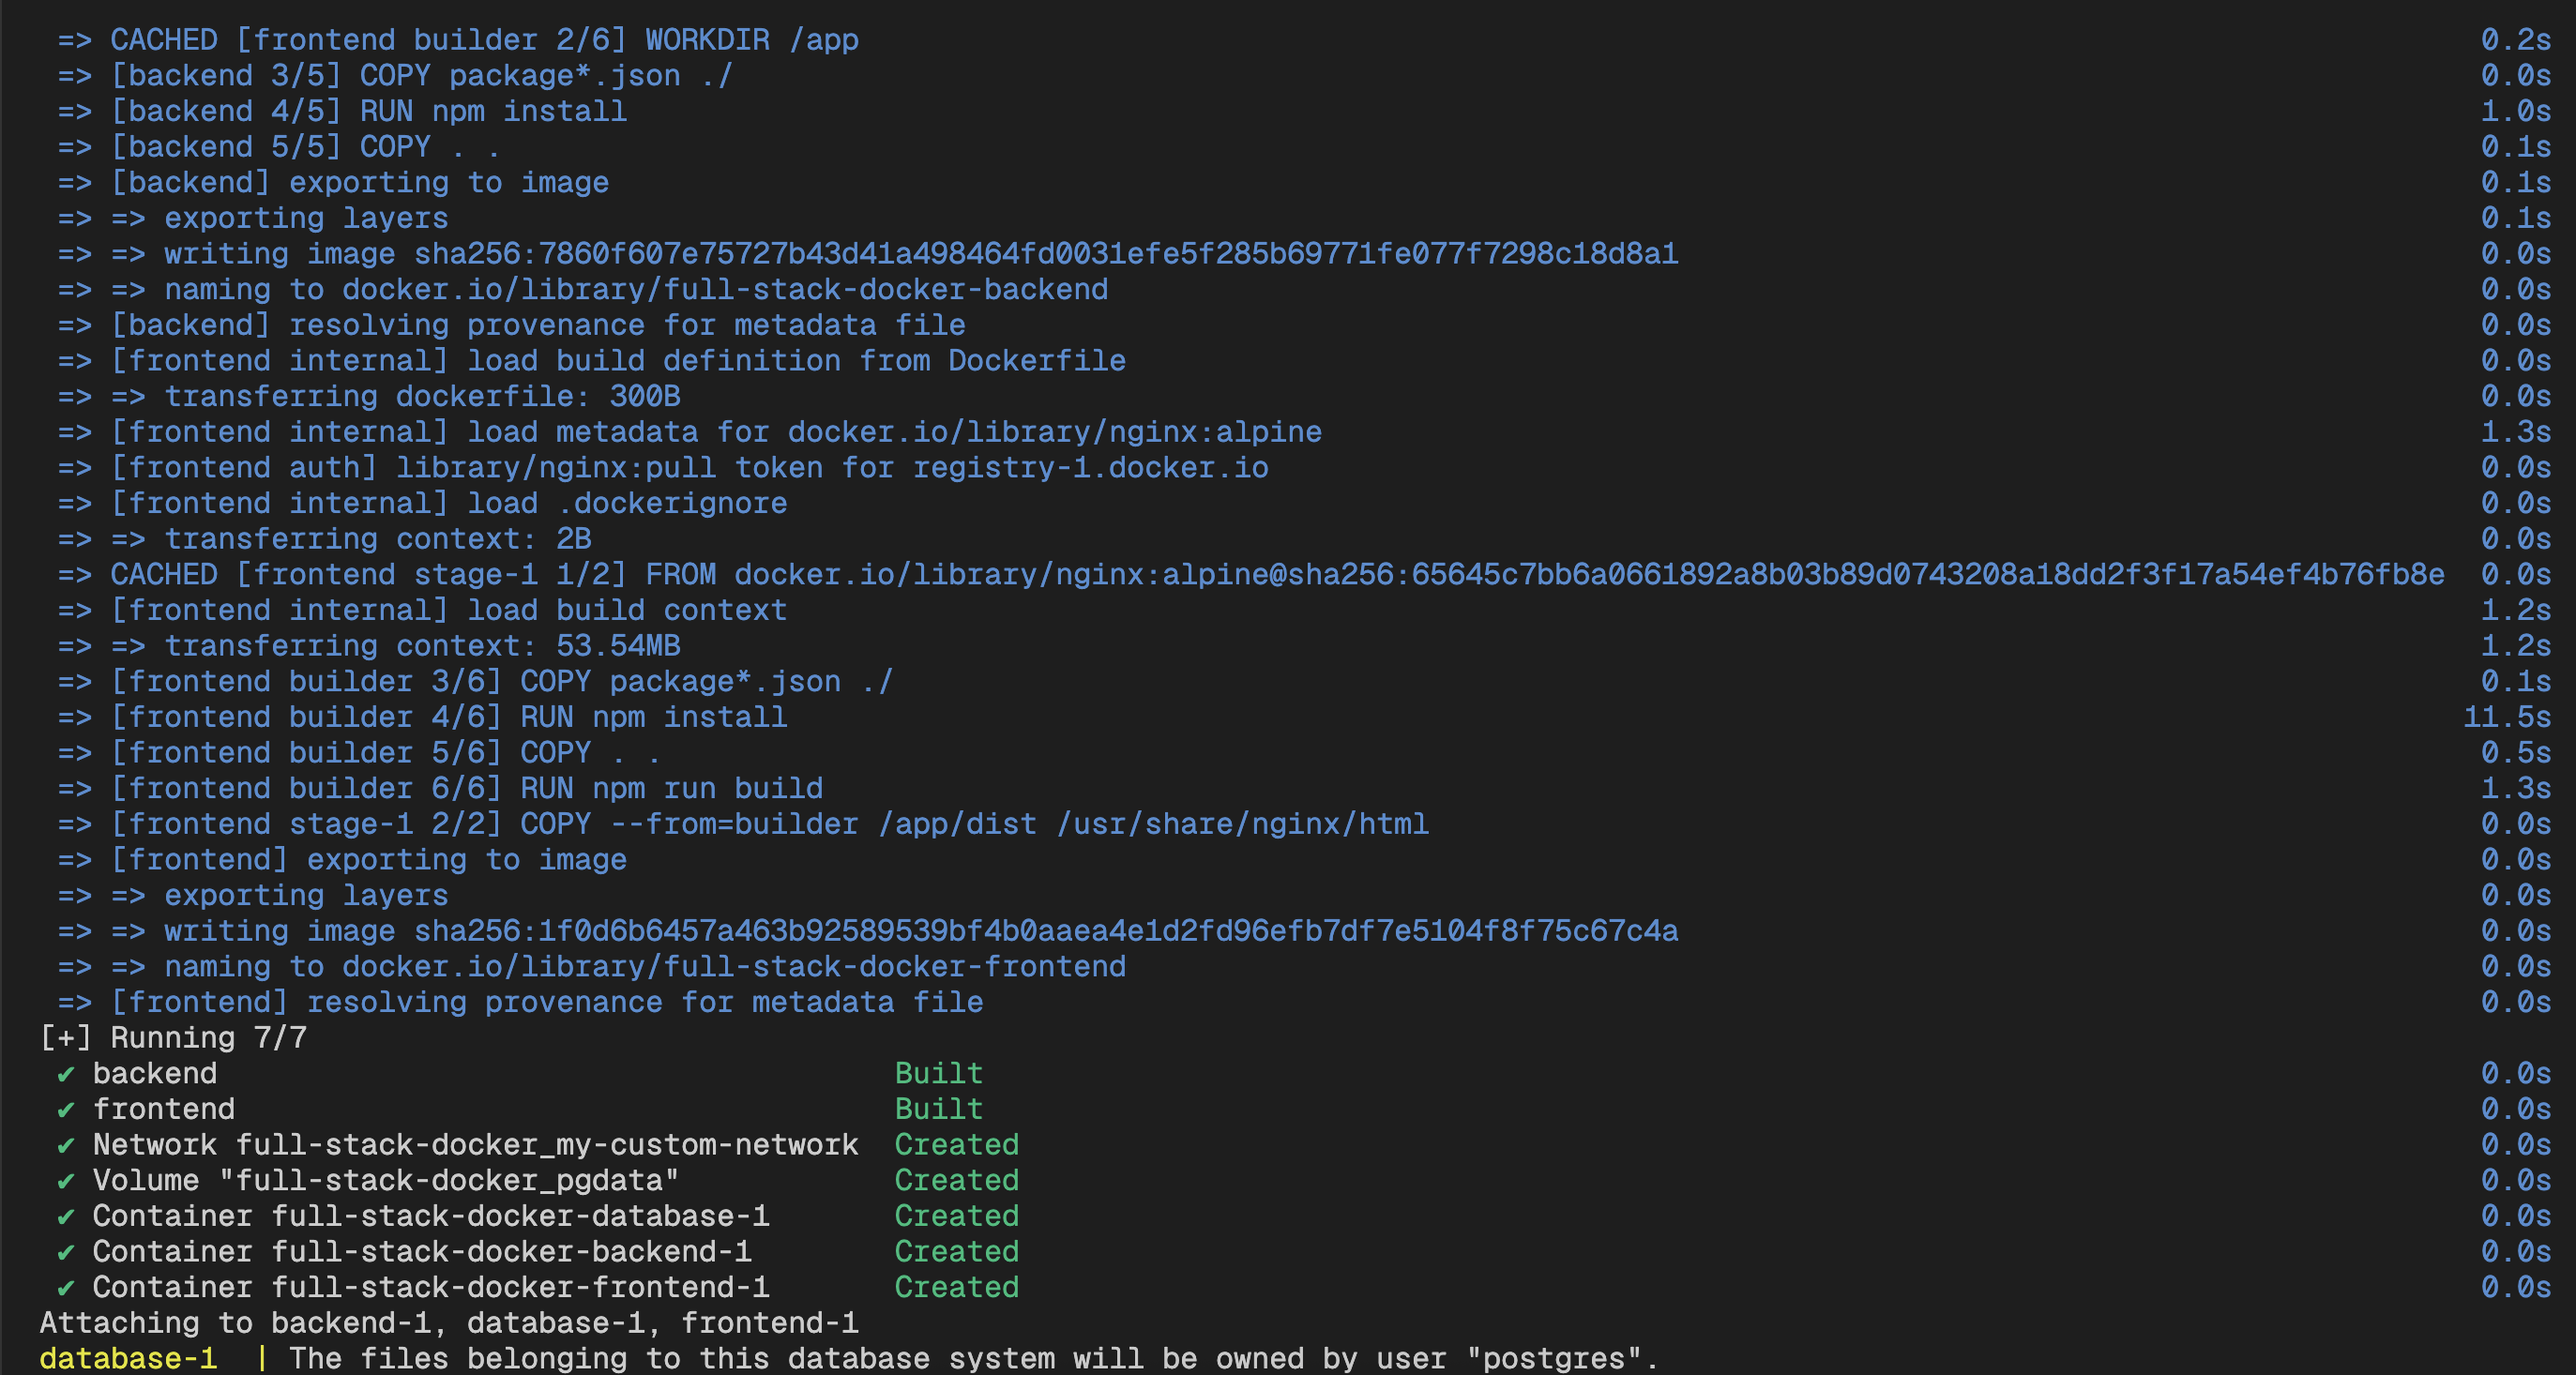 => CACHED [frontend builder 2/6] WORKDIR /app 0.2s
=> [backend 3/5] COPY package*.json ./ 0.0s
=> [backend 4/5] RUN npm install 1.0s
=> [backend 5/5] COPY . . 0.1s
=> [backend] exporting to image 0.1s
=> => exporting layers 0.1s
=> => writing image sha256:7860f607e75727b43d41a498464fd0031efe5f285b69771fe077f7298c18d8a1 0.0s
=> => naming to docker.io/library/full-stack-docker-backend 0.0s
=> [backend] resolving provenance for metadata file 0.0s
=> [frontend internal] load build definition from Dockerfile 0.0s
=> => transferring dockerfile: 300B 0.0s
=> [frontend internal] load metadata for docker.io/library/nginx:alpine 1.3s
=> [frontend auth] library/nginx:pull token for registry-1.docker.io 0.0s
=> [frontend internal] load .dockerignore 0.0s
=> => transferring context: 2B 0.0s
=> CACHED [frontend stage-1 1/2] FROM docker.io/library/nginx:alpine@sha256:65645c7bb6a0661892a8b03b89d0743208a18dd2f3f17a54ef4b76fb8e 0.0s
=> [frontend internal] load build context 1.2s
=> => transferring context: 53.54MB 1.2s
=> [frontend builder 3/6] COPY package*.json ./ 0.1s
=> [frontend builder 4/6] RUN npm install 11.5s
=> [frontend builder 5/6] COPY . . 0.5s
=> [frontend builder 6/6] RUN npm run build 1.3s
=> [frontend stage-1 2/2] COPY --from=builder /app/dist /usr/share/nginx/html 0.0s
=> [frontend] exporting to image 0.0s
=> => exporting layers 0.0s
=> => writing image sha256:1f0d6b6457a463b92589539bf4b0aaea4e1d2fd96efb7df7e5104f8f75c67c4a 0.0s
=> => naming to docker.io/library/full-stack-docker-frontend 0.0s
=> [frontend] resolving provenance for metadata file 0.0s
[+] Running 7/7
✔ backend Built 0.0s
✔ frontend Built 0.0s
✔ Network full-stack-docker_my-custom-network Created 0.0s
✔ Volume "full-stack-docker_pgdata" Created 0.0s
✔ Container full-stack-docker-database-1 Created 0.0s
✔ Container full-stack-docker-backend-1 Created 0.0s
✔ Container full-stack-docker-frontend-1 Created 0.0s
Attaching to backend-1, database-1, frontend-1
database-1 | The files belonging to this database system will be owned by user "postgres".